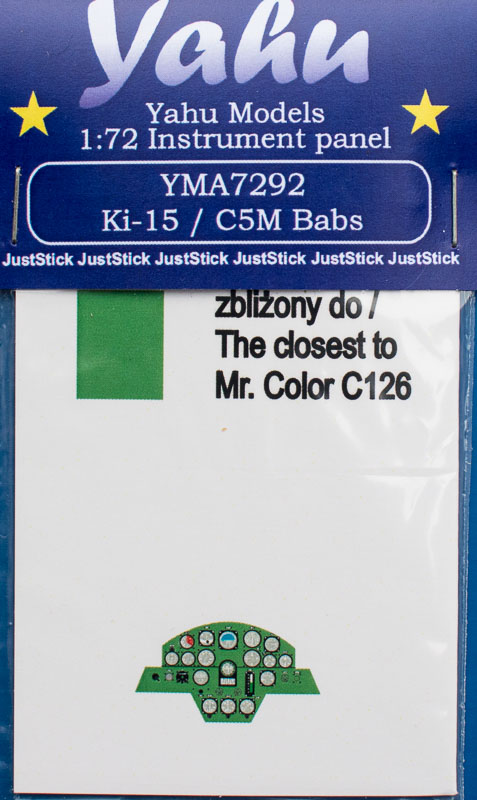 Yahu
Yahu Models
1:72 Instrument panel
YMA7292
Ki-15 / C5M Babs
JustStick JustStick JustStick JustStick JustStick JustStick
zbliżony do /
The closest to
Mr. Color C126